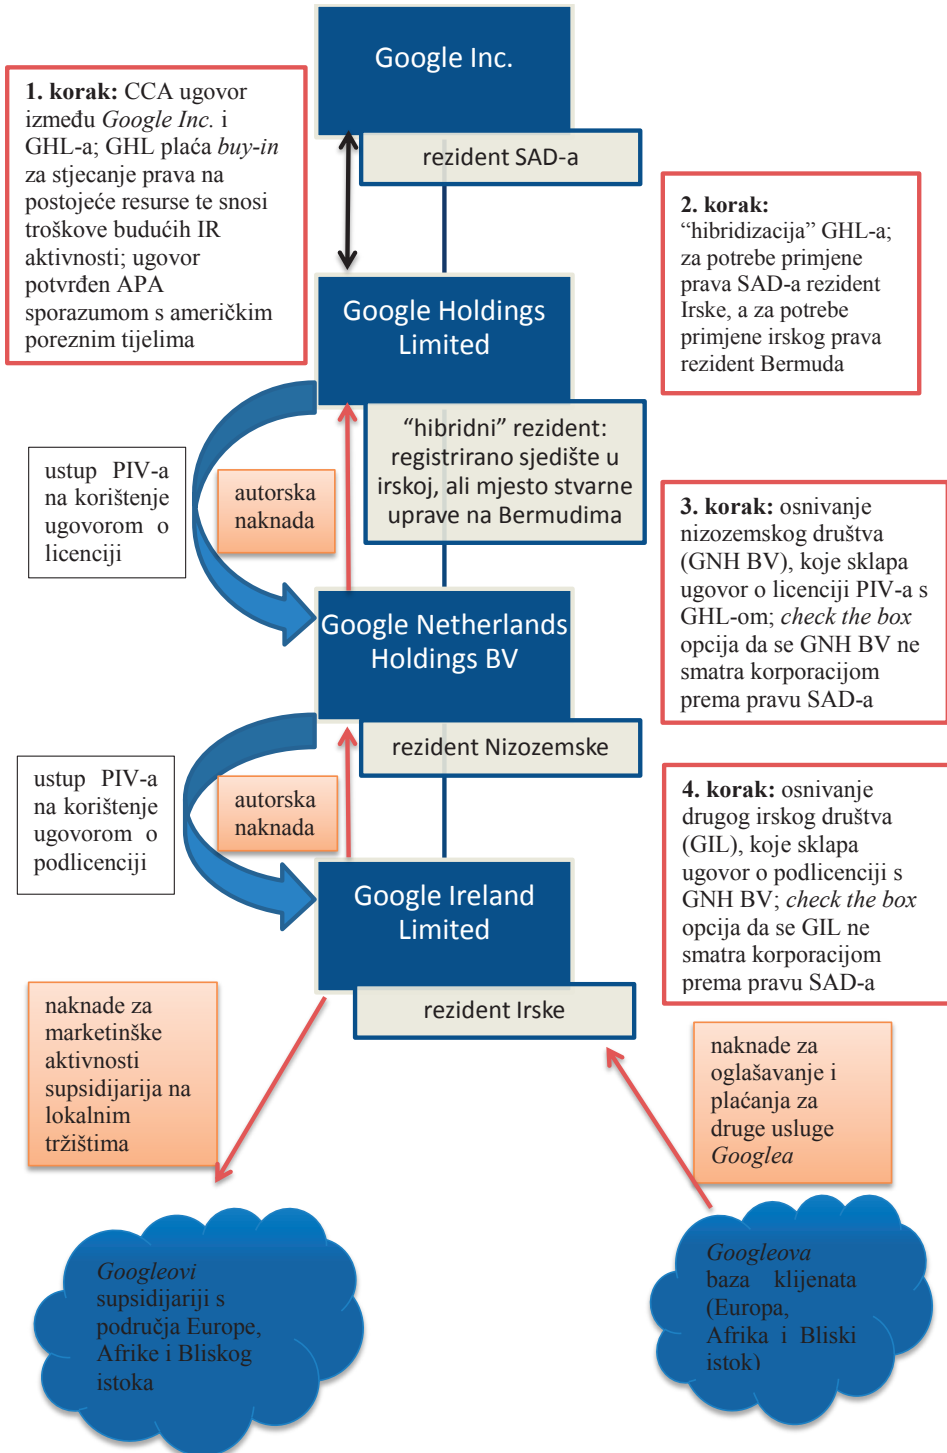 Google Inc.
rezident SAD-a
1. korak: CCA ugovor
između Google Inc. i
GHL-a; GHL plaća buy-in
za stjecanje prava na
postojeće resurse te snosi
troškove budućih IR
aktivnosti; ugovor
potvrđen APA
sporazumom s američkim
poreznim tijelima
2. korak:
“hibridizacija” GHL-a;
za potrebe primjene
prava SAD-a rezident
Irske, a za potrebe
primjene irskog prava
rezident Bermuda
Google Holdings
Limited
“hibridni” rezident:
registrirano sjedište u
irskoj, ali mjesto stvarne
uprave na Bermudima
ustup PIV-a
na korištenje
ugovorom o
licenciji
autorska
naknada
3. korak: osnivanje
nizozemskog društva
(GNH BV), koje sklapa
ugovor o licenciji PIV-a s
GHL-om; check the box
opcija da se GNH BV ne
smatra korporacijom
prema pravu SAD-a
Google Netherlands
Holdings BV
rezident Nizozemske
ustup PIV-a
na korištenje
ugovorom o
podlicenciji
autorska
naknada
4. korak: osnivanje
drugog irskog društva
(GIL), koje sklapa
ugovor o podlicenciji s
GNH BV; check the box
opcija da se GIL ne
smatra korporacijom
prema pravu SAD-a
Google Ireland
Limited
rezident Irske
naknade za
marketinške
aktivnosti
supsidijarija na
lokalnim
tržištima
naknade za
oglašavanje i
plaćanja za
druge usluge
Googlea
Googleovi
supsidijariji s
područja Europe,
Afrike i Bliskog
istoka
Googleova
baza klijenata
(Europa,
Afrika i Bliski
istok)